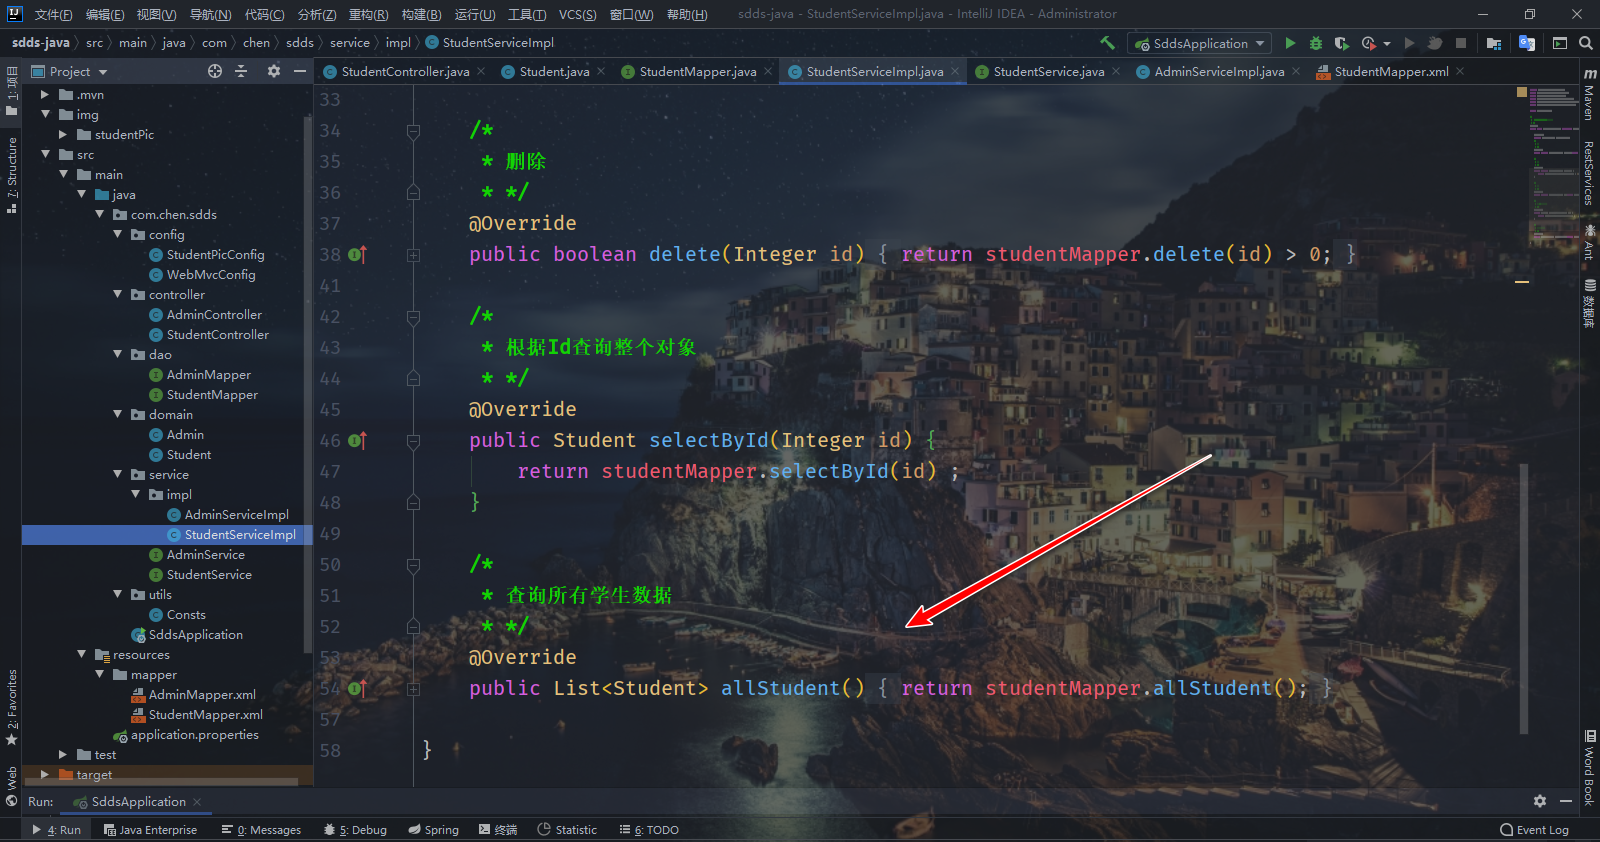 文件(F) 编辑(E) 视图(V) 导航(N) 代码(C) 分析(Z) 重构(R) 构建(B) 运行(U) 工具(T) VCS(S) 窗口(W) 帮助(H) sdds-java - StudentServiceImpl.java - IntelliJ IDEA - Administrator
sdds-java src main java com chen sdds service impl StudentServiceImpl
SddsApplication
Project
StudentController.java Student.java StudentMapper.java StudentServiceImpl.java StudentService.java AdminServiceImpl.java StudentMapper.xml
1: 项目
7: Structure
2: Favorites
Web
.mvn
img
studentPic
src
main
java
com.chen.sdds
config
StudentPicConfig
WebMvcConfig
controller
AdminController
StudentController
dao
AdminMapper
StudentMapper
domain
Admin
Student
service
impl
AdminServiceImpl
StudentServiceImpl
AdminService
StudentService
utils
Consts
SddsApplication
resources
mapper
AdminMapper.xml
StudentMapper.xml
application.properties
test
target
33
34 /*
35 * 删除
36 * */
37 @Override
38 public boolean delete(Integer id) { return studentMapper.delete(id) > 0; }
41
42 /*
43 * 根据Id查询整个对象
44 * */
45 @Override
46 public Student selectById(Integer id) {
47 return studentMapper.selectById(id) ;
48 }
49
50 /*
51 * 查询所有学生数据
52 * */
53 @Override
54 public List<Student> allStudent() { return studentMapper.allStudent(); }
57
58 }
Maven
RestServices
Ant
数据库
Word Book
Run: SddsApplication
4: Run Java Enterprise 0: Messages 5: Debug Spring 终端 Statistic 6: TODO Event Log